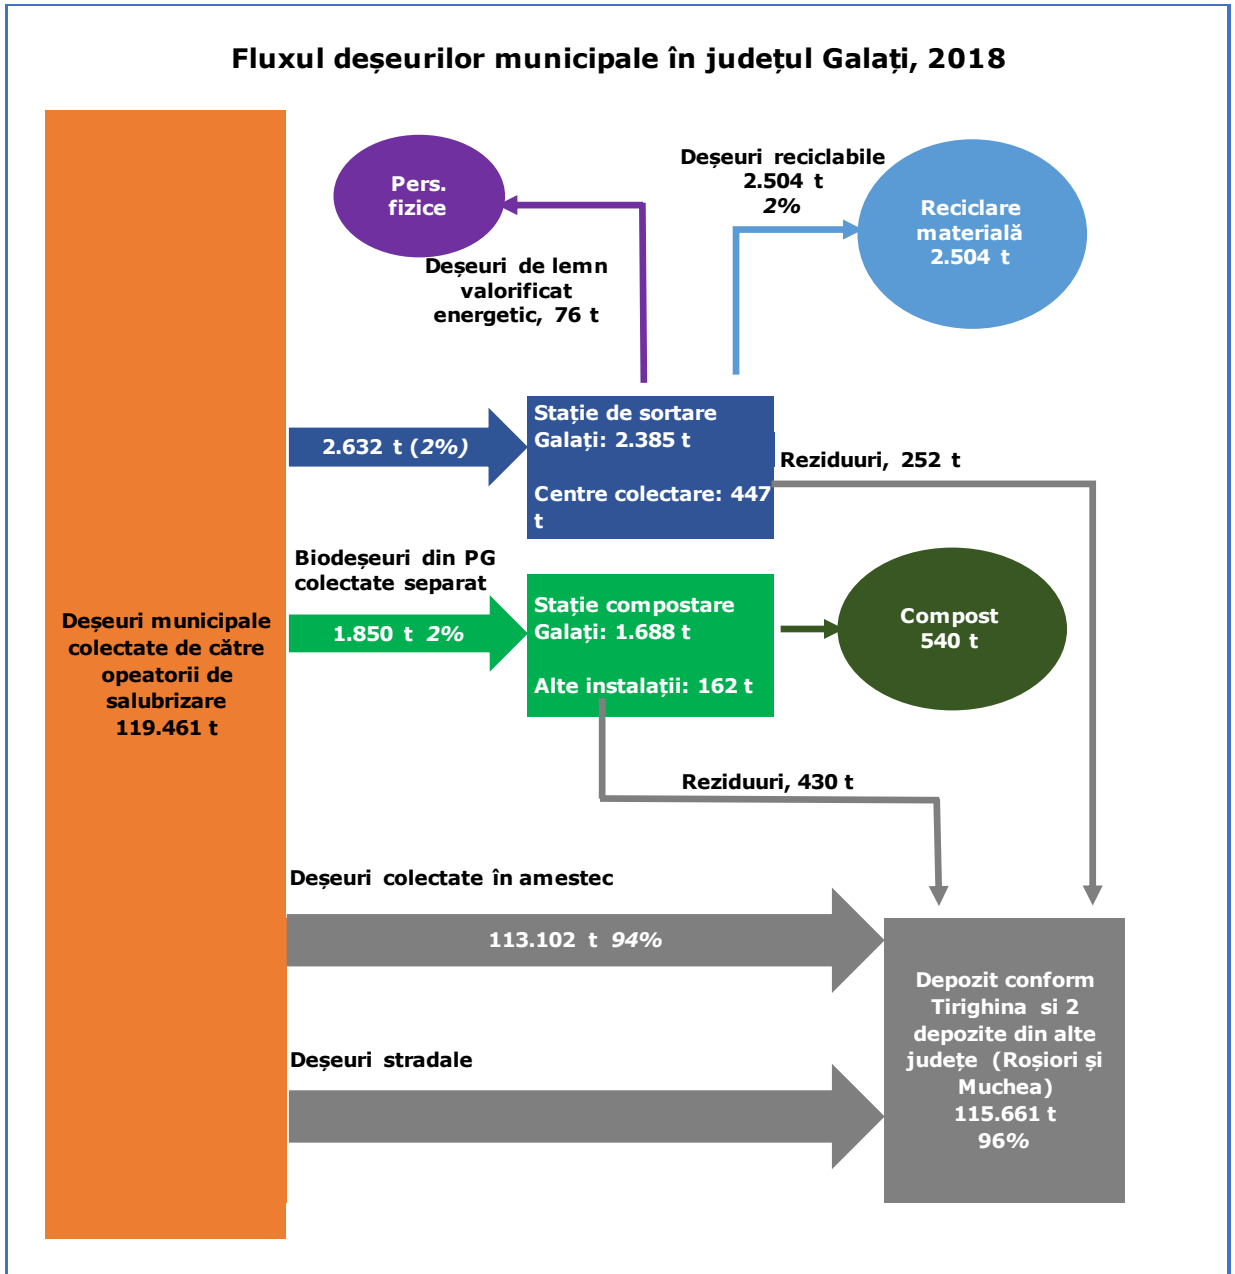 Fluxul deșeurilor municipale în județul Galați, 2018
Pers.
fizice
Deșeuri reciclabile
2.504 t
2%
Reciclare
materială
2.504 t
Deșeuri de lemn
valorificat
energetic, 76 t
2.632 t (2%)
Stație de sortare
Galați: 2.385 t
Centre colectare: 447
t
Reziduuri, 252 t
Biodeșeuri din PG
colectate separat
1.850 t 2%
Stație compostare
Galați: 1.688 t
Alte instalații: 162 t
Compost
540 t
Deșeuri municipale
colectate de către
opeatorii de
salubrizare
119.461 t
Reziduuri, 430 t
Deșeuri colectate în amestec
113.102 t 94%
Deșeuri stradale
Depozit conform
Tirighina si 2
depozite din alte
județe (Roșiori și
Muchea)
115.661 t
96%